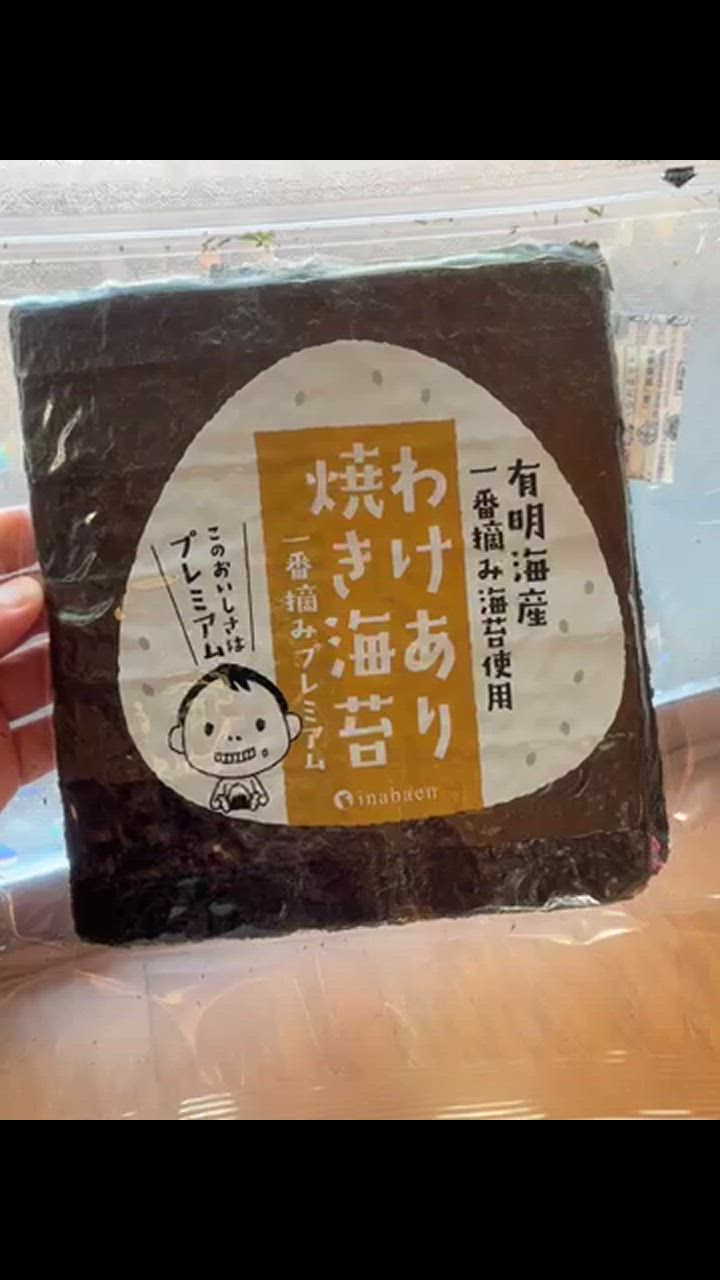 有明海産
一番摘み海苔使用
わけあり
焼き海苔
一番摘みプレミアム
このおいしさは
プレミアム
inabaen